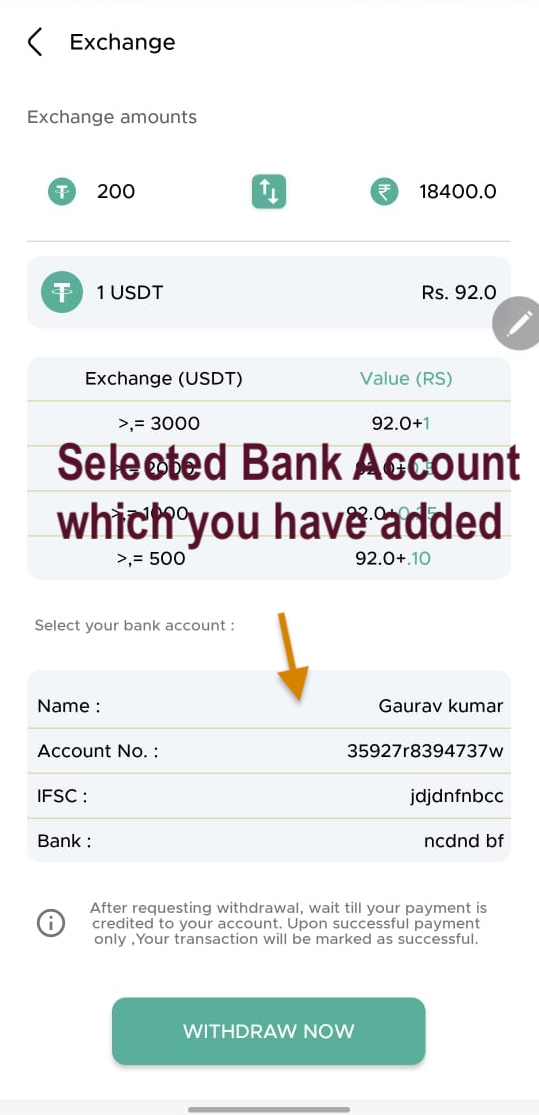 Exchange
Exchange amounts
200 18400.0
1 USDT Rs. 92.0
Exchange (USDT) Value (RS)
>,= 3000 92.0+1
>,= 2000 92.0+0.5
Selected Bank Account
>,= 1000 92.0+0.25
which you have added
>,= 500 92.0+.10
Select your bank account :
Name : Gaurav kumar
Account No. : 35927r8394737w
IFSC : jdjdnfnbcc
Bank : ncdnd bf
After requesting withdrawal, wait till your payment is
credited to your account. Upon successful payment
only ,Your transaction will be marked as successful.
WITHDRAW NOW